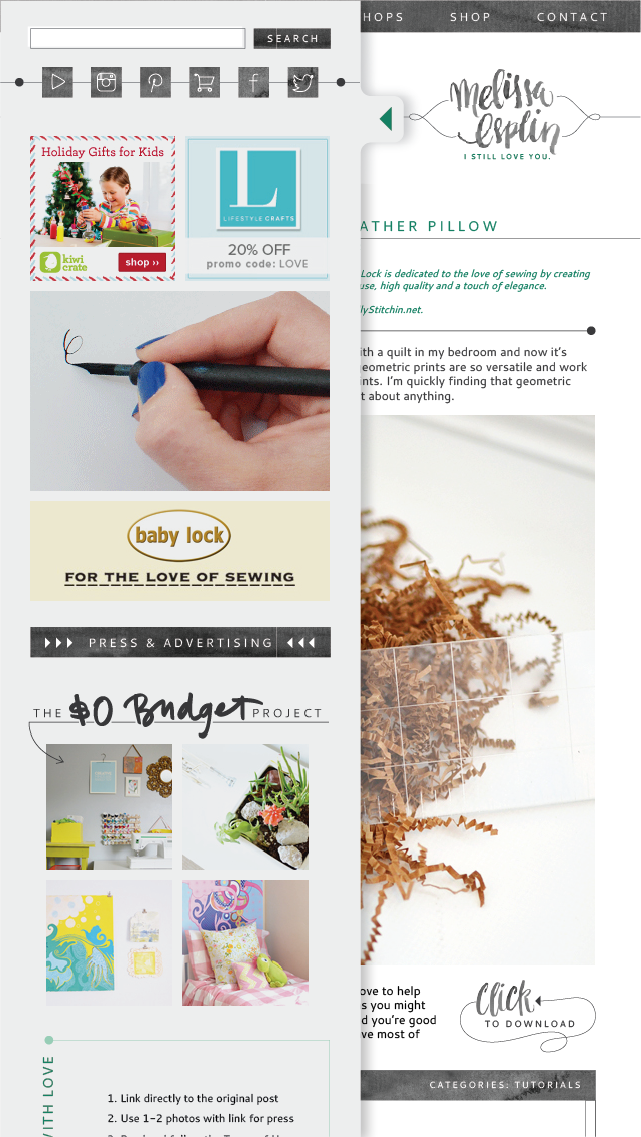 SEARCH
HOPS SHOP CONTACT
melissa
esplin
I STILL LOVE YOU.
Holiday Gifts for Kids
kiwi
crate
shop ››
L
LIFESTYLE CRAFTS
20% OFF
promo code: LOVE
baby lock
FOR THE LOVE OF SEWING
PRESS & ADVERTISING
THE $0 Budget PROJECT
WITH LOVE
1. Link directly to the original post
2. Use 1-2 photos with link for press
ATHER PILLOW
Lock is dedicated to the love of sewing by creating
use, high quality and a touch of elegance.
lyStitchin.net.
ith a quilt in my bedroom and now it's
eometric prints are so versatile and work
ints. I'm quickly finding that geometric
t about anything.
ove to help
s you might
d you're good
ve most of
Click
TO DOWNLOAD
CATEGORIES: TUTORIALS